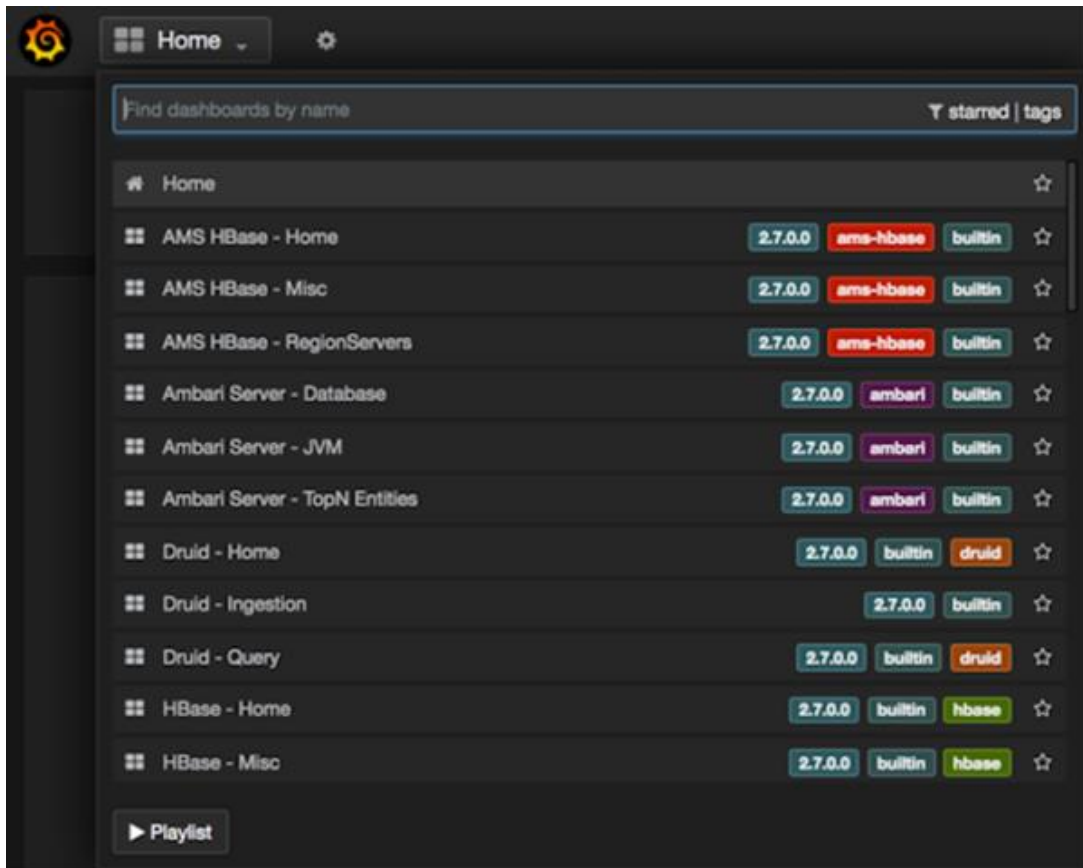 Home
Find dashboards by name starred | tags
Home
AMS HBase - Home 2.7.0.0 ams-hbase builtin
AMS HBase - Misc 2.7.0.0 ams-hbase builtin
AMS HBase - RegionServers 2.7.0.0 ams-hbase builtin
Ambari Server - Database 2.7.0.0 ambari builtin
Ambari Server - JVM 2.7.0.0 ambari builtin
Ambari Server - TopN Entities 2.7.0.0 ambari builtin
Druid - Home 2.7.0.0 builtin druid
Druid - Ingestion 2.7.0.0 builtin
Druid - Query 2.7.0.0 builtin druid
HBase - Home 2.7.0.0 builtin hbase
HBase - Misc 2.7.0.0 builtin hbase
Playlist